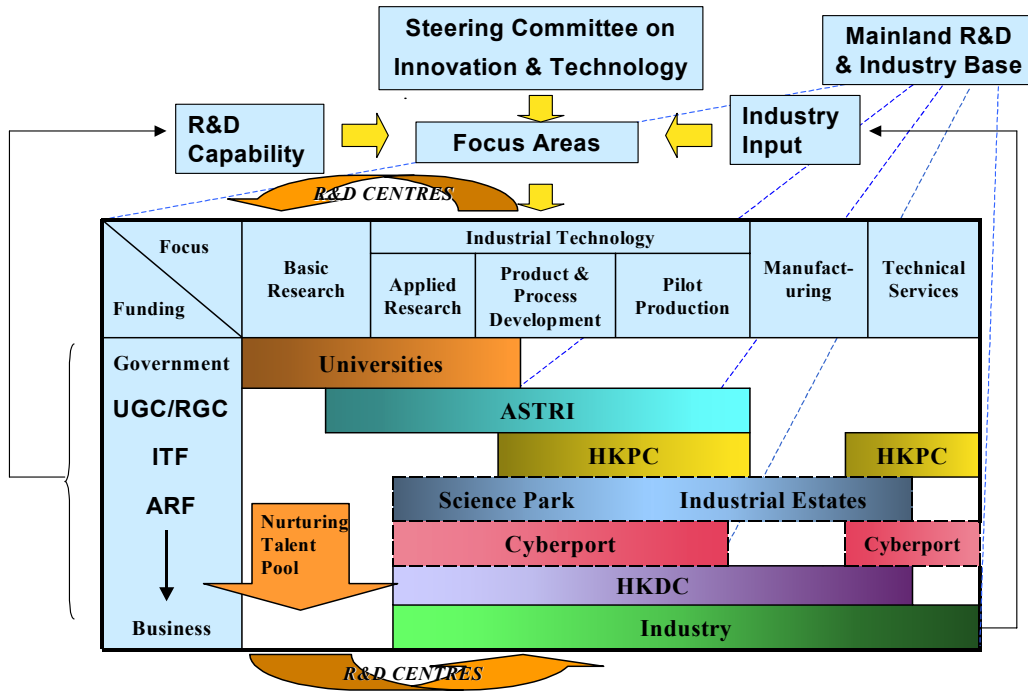 Steering Committee on
Innovation & Technology
Mainland R&D
& Industry Base
R&D
Capability
Focus Areas
Industry
Input
R&D CENTRES
Focus
Funding
Basic
Research
Industrial Technology
Applied
Research
Product &
Process
Development
Pilot
Production
Manufact-
uring
Technical
Services
Government
Universities
UGC/RGC
ASTRI
ITF
HKPC
HKPC
ARF
Science Park
Industrial Estates
Nurturing
Talent
Pool
Cyberport
Cyberport
HKDC
Business
Industry
R&D CENTRES